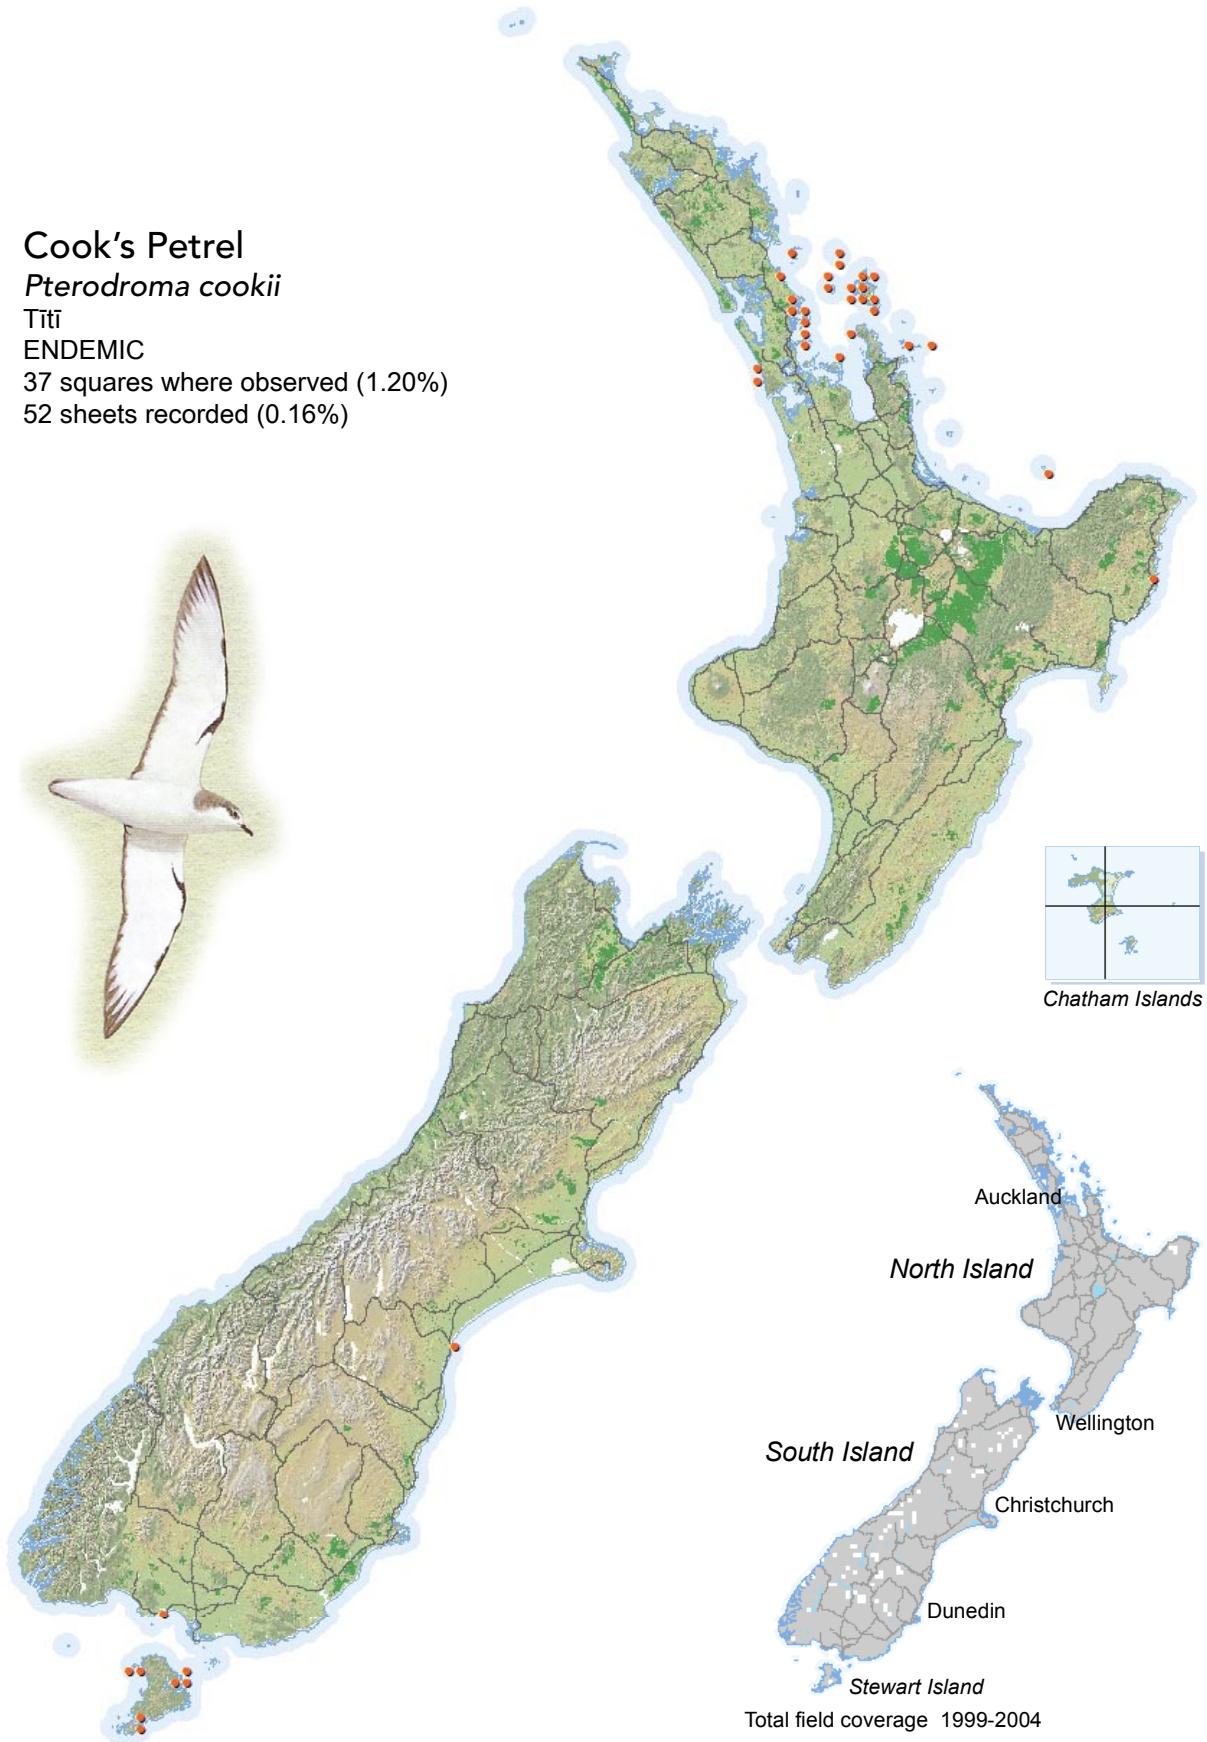 Cook's Petrel
Pterodroma cookii
Tītī
ENDEMIC
37 squares where observed (1.20%)
52 sheets recorded (0.16%)
Chatham Islands
Auckland
North Island
Wellington
South Island
Christchurch
Dunedin
Stewart Island
Total field coverage 1999-2004